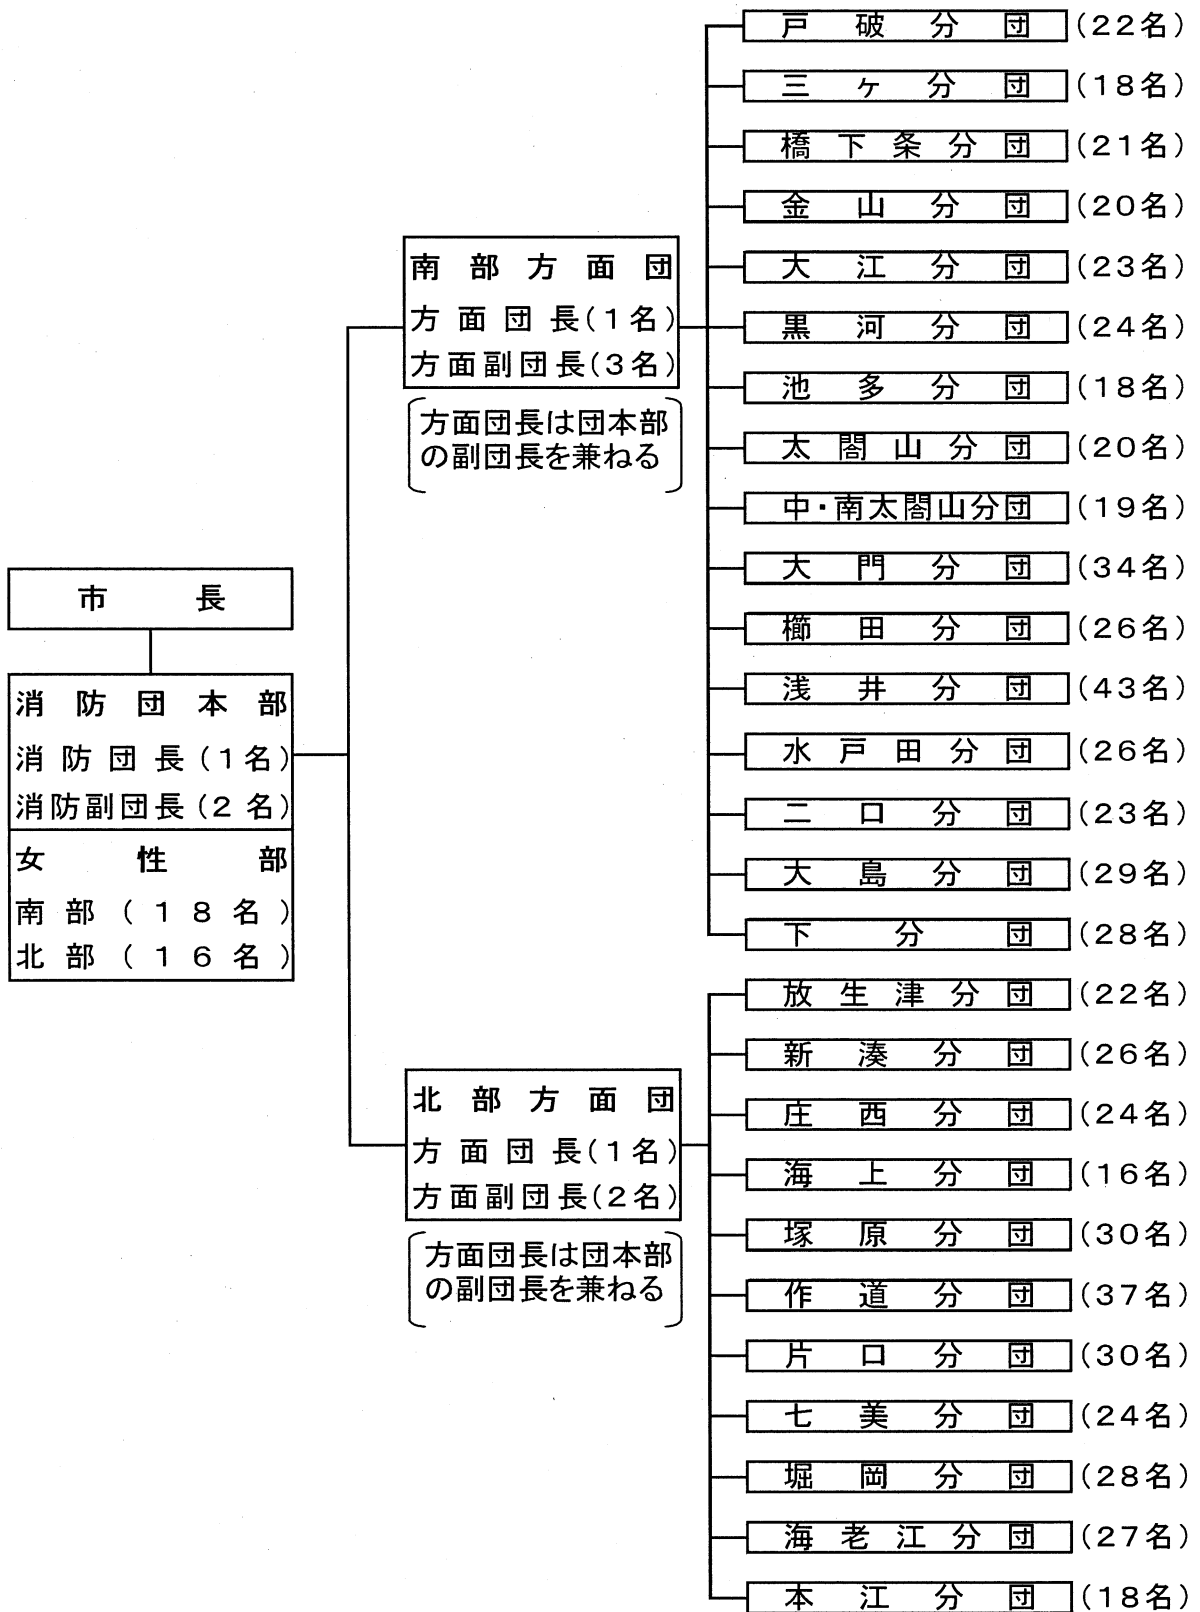 市長
消防団本部
消防団長(1名)
消防副団長(2名)
女性部
南部(18名)
北部(16名)
南部方面団
方面団長(1名)
方面副団長(3名)
方面団長は団本部
の副団長を兼ねる
戸破分団(22名)
三ヶ分団(18名)
橋下条分団(21名)
金山分団(20名)
大江分団(23名)
黒河分団(24名)
池多分団(18名)
太閤山分団(20名)
中・南太閤山分団(19名)
大門分団(34名)
櫛田分団(26名)
浅井分団(43名)
水戸田分団(26名)
二口分団(23名)
大島分団(29名)
下分団(28名)
北部方面団
方面団長(1名)
方面副団長(2名)
方面団長は団本部
の副団長を兼ねる
放生津分団(22名)
新湊分団(26名)
庄西分団(24名)
海上分団(16名)
塚原分団(30名)
作道分団(37名)
片口分団(30名)
七美分団(24名)
堀岡分団(28名)
海老江分団(27名)
本江分団(18名)